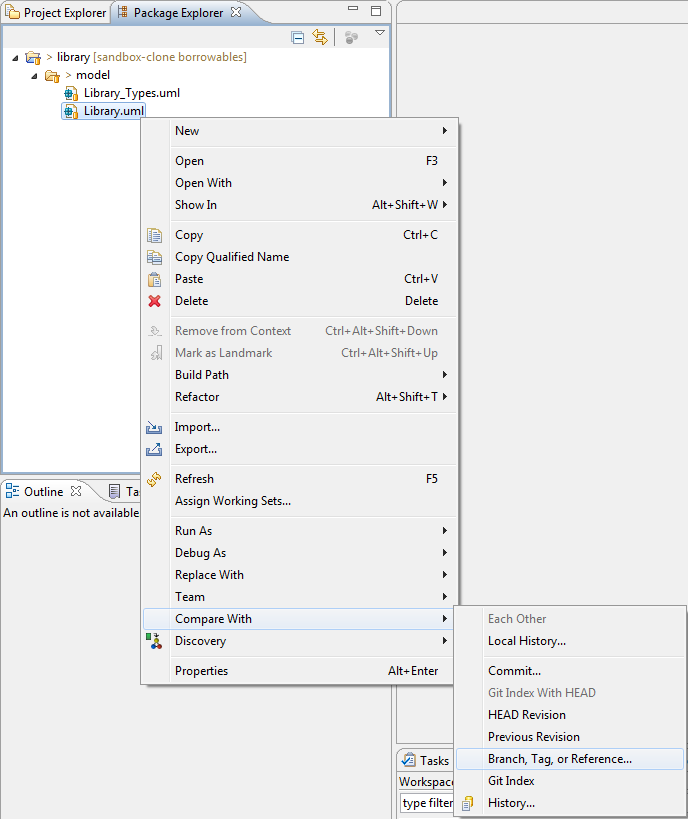 Project Explorer
Package Explorer
> library [sandbox-clone borrowables]
> model
Library_Types.uml
Library.uml
New
Open F3
Open With
Show In Alt+Shift+W
Copy Ctrl+C
Copy Qualified Name
Paste Ctrl+V
Delete Delete
Remove from Context Ctrl+Alt+Shift+Down
Mark as Landmark Ctrl+Alt+Shift+Up
Build Path
Refactor Alt+Shift+T
Import...
Export...
Refresh F5
Assign Working Sets...
Run As
Debug As
Replace With
Team
Compare With
Discovery
Properties Alt+Enter
Outline
Ta
An outline is not available
Each Other
Local History...
Commit...
Git Index With HEAD
HEAD Revision
Previous Revision
Branch, Tag, or Reference...
Git Index
History...
Tasks
Workspac
type filter